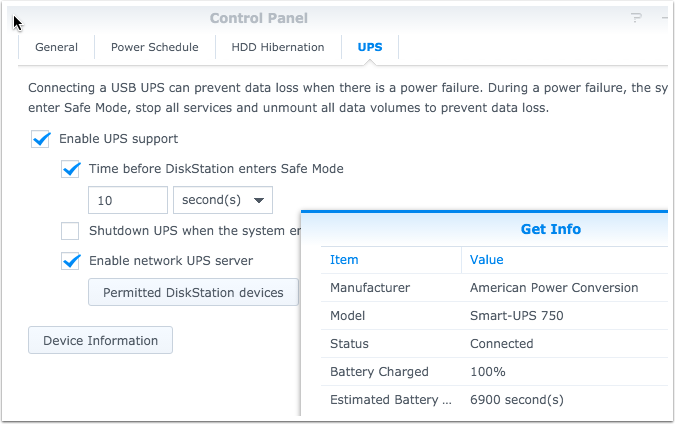 Control Panel
?
General
Power Schedule
HDD Hibernation
UPS
Connecting a USB UPS can prevent data loss when there is a power failure. During a power failure, the sy
enter Safe Mode, stop all services and unmount all data volumes to prevent data loss.
Enable UPS support
Time before DiskStation enters Safe Mode
10
second(s)
Shutdown UPS when the system en
Enable network UPS server
Permitted DiskStation devices
Device Information
Get Info
Item Value
Manufacturer American Power Conversion
Model Smart-UPS 750
Status Connected
Battery Charged 100%
Estimated Battery ... 6900 second(s)